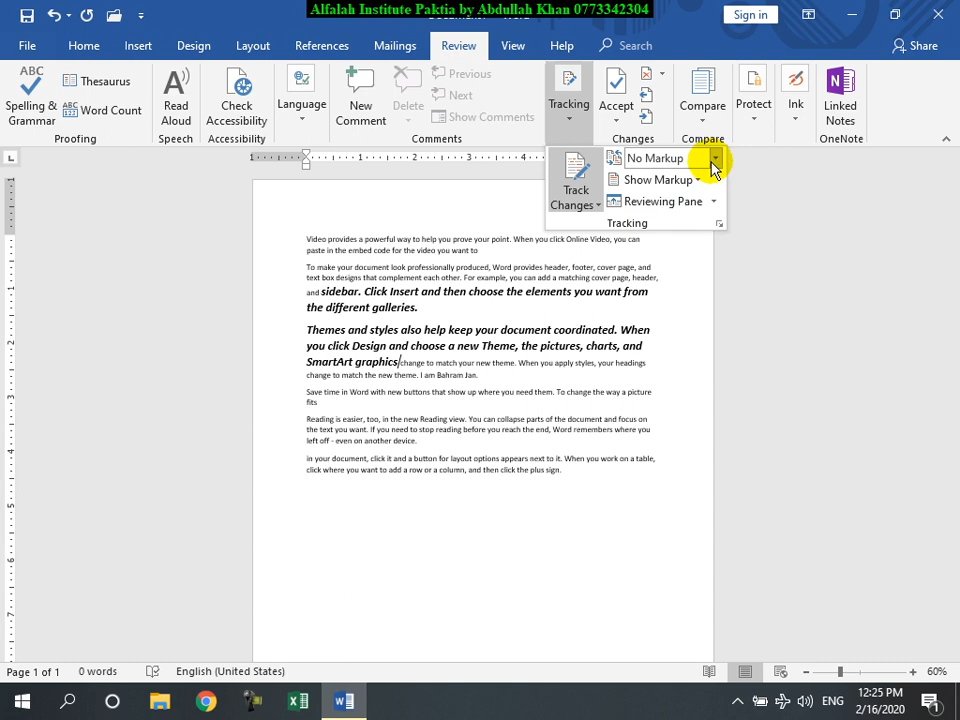 Alfalah Institute Paktia by Abdullah Khan 0773342304
Sign in
File Home Insert Design Layout References Mailings Review View Help Search Share
ABC
Spelling & Grammar
Thesaurus
ABC
123
Word Count
Proofing
Read Aloud
Speech
Check Accessibility
Accessibility
Language
New Comment
Delete
Previous
Next
Show Comments
Comments
Tracking
Accept
Changes
Compare
Compare
Protect
Ink
Linked Notes
OneNote
No Markup
Show Markup
Reviewing Pane
Track Changes
Tracking
1 1 2 3 4
Video provides a powerful way to help you prove your point. When you click Online Video, you can
paste in the embed code for the video you want to
To make your document look professionally produced, Word provides header, footer, cover page, and
text box designs that complement each other. For example, you can add a matching cover page, header,
and sidebar. Click Insert and then choose the elements you want from
the different galleries.
Themes and styles also help keep your document coordinated. When
you click Design and choose a new Theme, the pictures, charts, and
SmartArt graphics change to match your new theme. When you apply styles, your headings
change to match the new theme. I am Bahram Jan.
Save time in Word with new buttons that show up where you need them. To change the way a picture
fits
Reading is easier, too, in the new Reading view. You can collapse parts of the document and focus on
the text you want. If you need to stop reading before you reach the end, Word remembers where you
left off - even on another device.
in your document, click it and a button for layout options appears next to it. When you work on a table,
click where you want to add a row or a column, and then click the plus sign.
Page 1 of 1 0 words English (United States) 60%
ENG
12:25 PM
2/16/2020
1